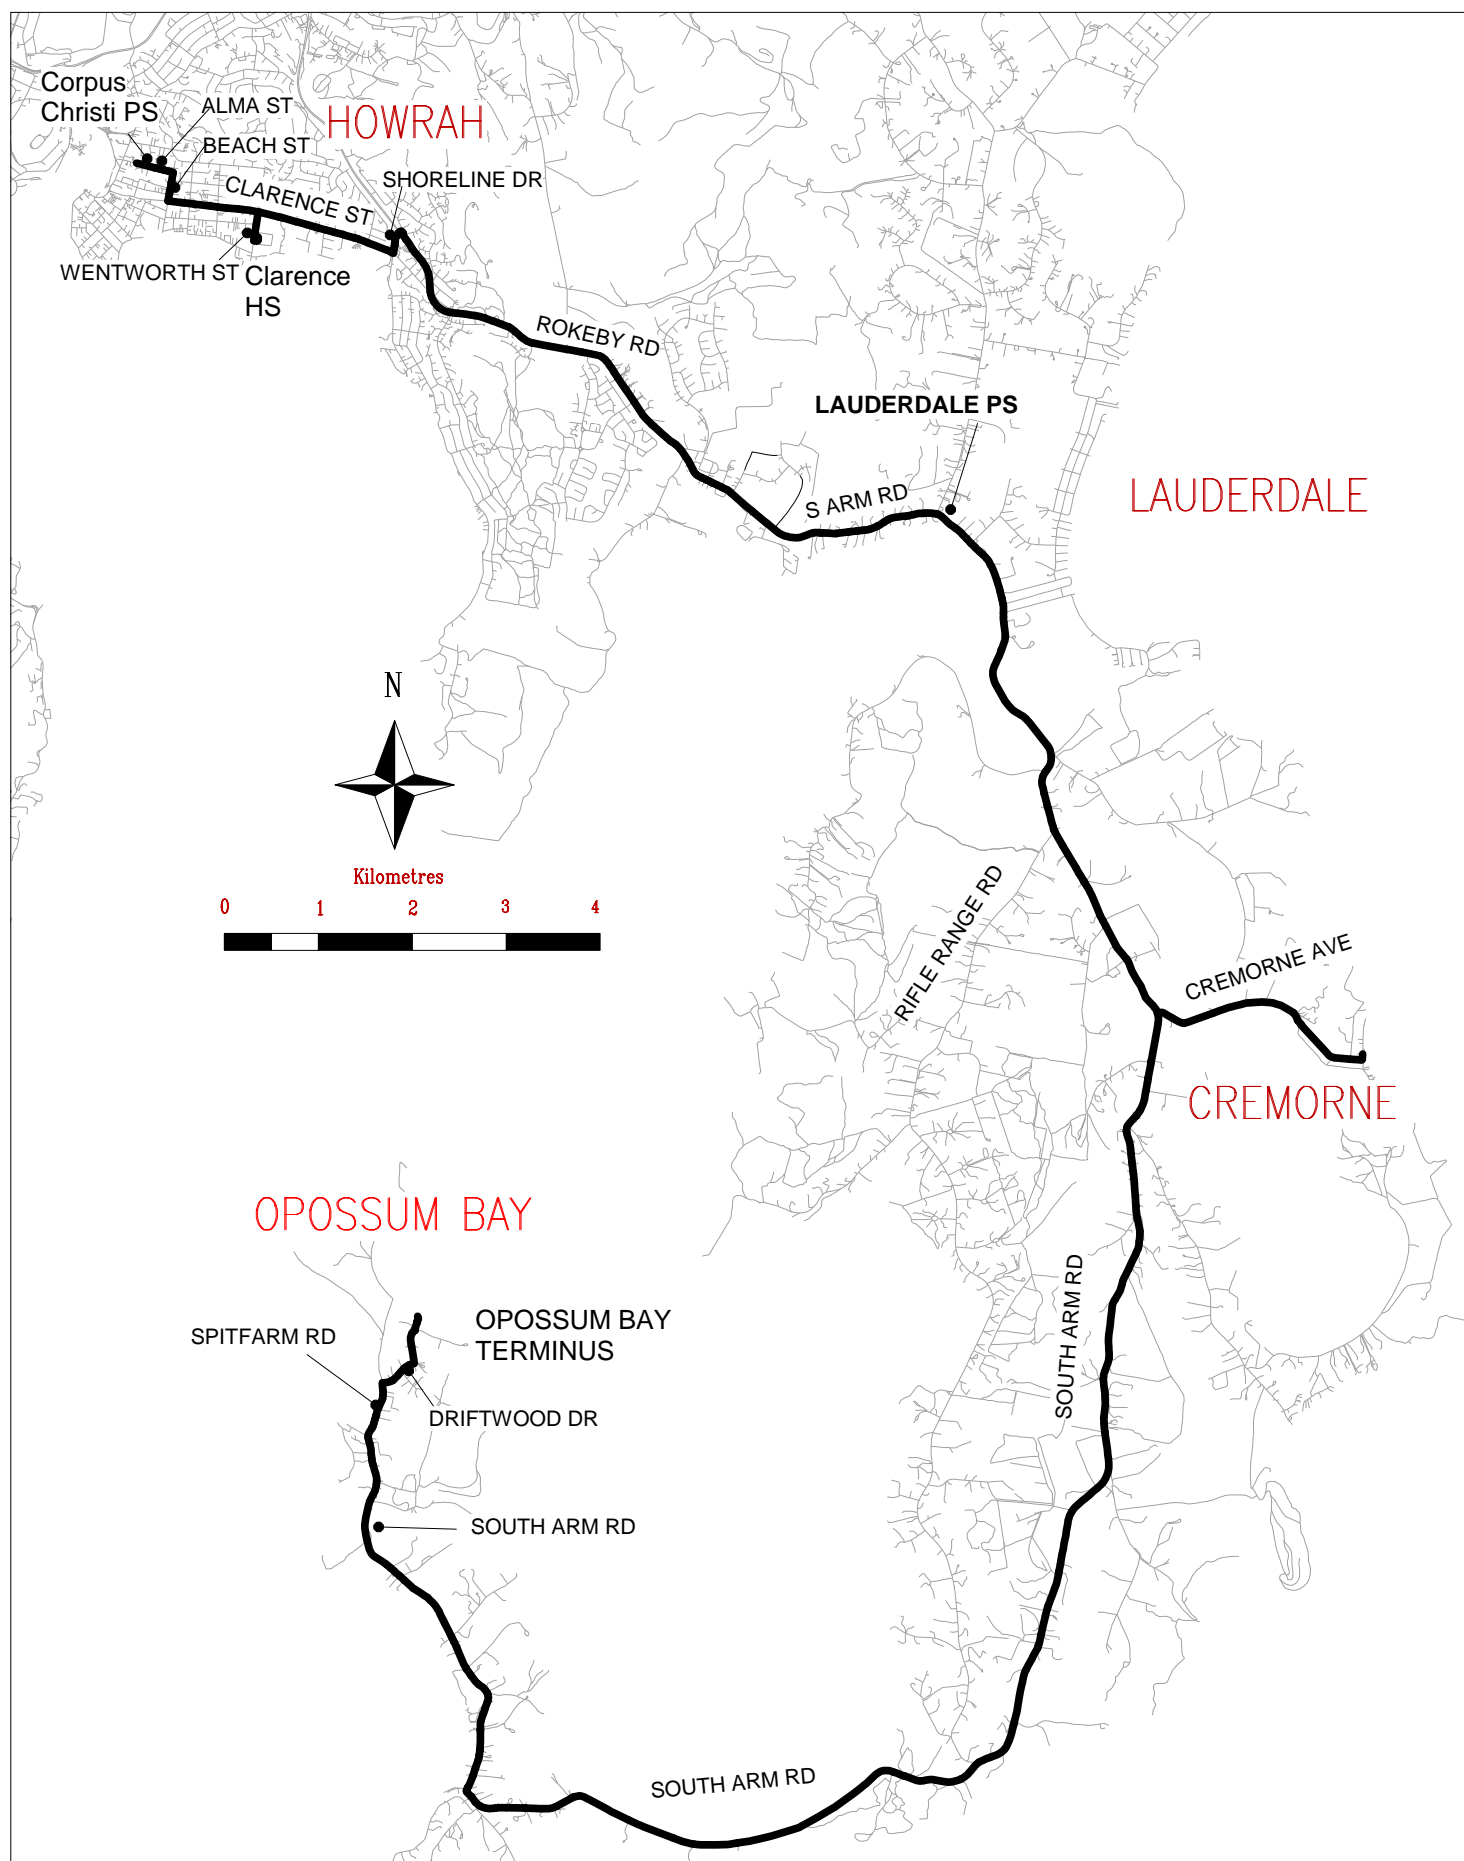 Corpus
Christi PS
ALMA ST
HOWRAH
BEACH ST
SHORELINE DR
CLARENCE ST
WENTWORTH ST
Clarence
HS
ROKEBY RD
LAUDERDALE PS
S ARM RD
LAUDERDALE
N
Kilometres
0 1 2 3 4
RIFLE RANGE RD
CREMORNE AVE
CREMORNE
OPOSSUM BAY
SOUTH ARM RD
OPOSSUM BAY
TERMINUS
SPITFARM RD
DRIFTWOOD DR
SOUTH ARM RD
SOUTH ARM RD